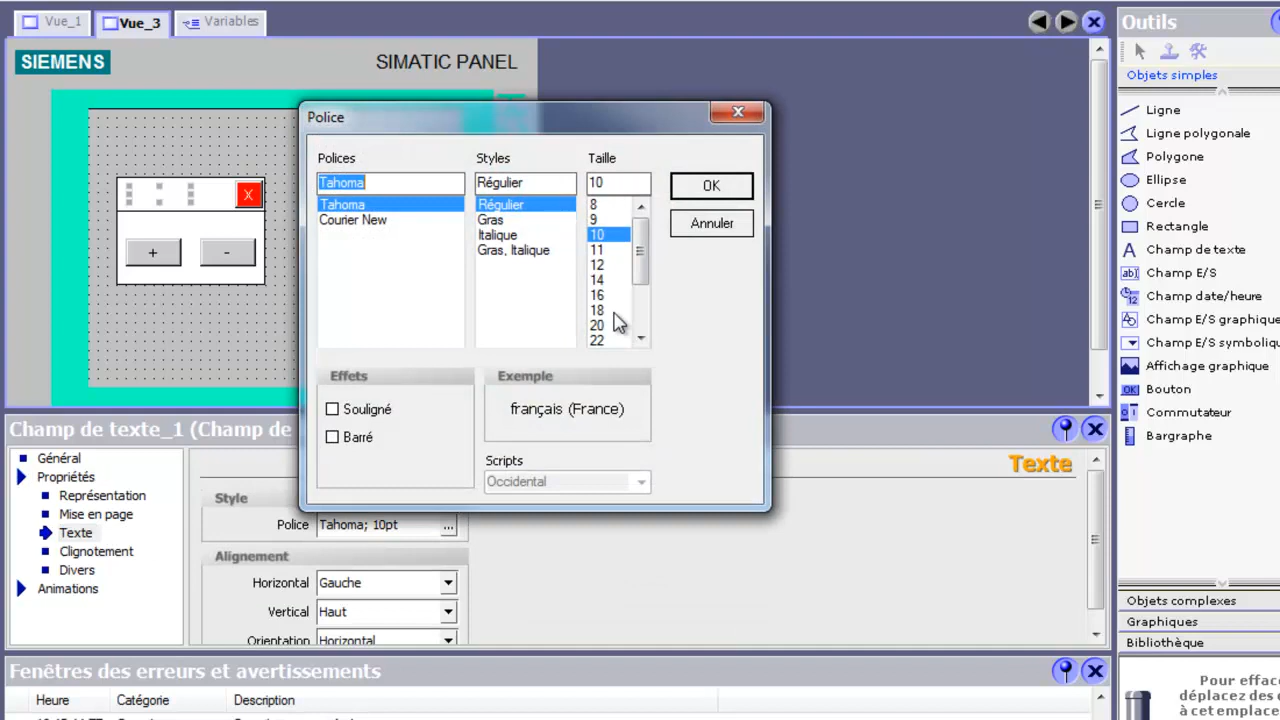 Vue_1
Vue_3
Variables
SIEMENS
SIMATIC PANEL
X
+
-
Police
X
Polices
Tahoma
Tahoma
Courier New
Styles
Régulier
Régulier
Gras
Italique
Gras, Italique
Taille
10
8
9
10
11
12
14
16
18
20
22
OK
Annuler
Effets
Souligné
Barré
Exemple
français (France)
Scripts
Occidental
Outils
Objets simples
Ligne
Ligne polygonale
Polygone
Ellipse
Cercle
Rectangle
Champ de texte
Champ E/S
Champ date/heure
Champ E/S graphique
Champ E/S symboliqu
Affichage graphique
Bouton
Commutateur
Bargraphe
Objets complexes
Graphiques
Bibliothèque
Pour efface
déplacez des o
à cet emplace
Champ de texte_1 (Champ de
Général
Propriétés
Représentation
Mise en page
Texte
Clignotement
Divers
Animations
Texte
Style
Police
Tahoma; 10pt
...
Alignement
Horizontal
Gauche
Vertical
Haut
Orientation
Horizontal
Fenêtres des erreurs et avertissements
Heure
Catégorie
Description